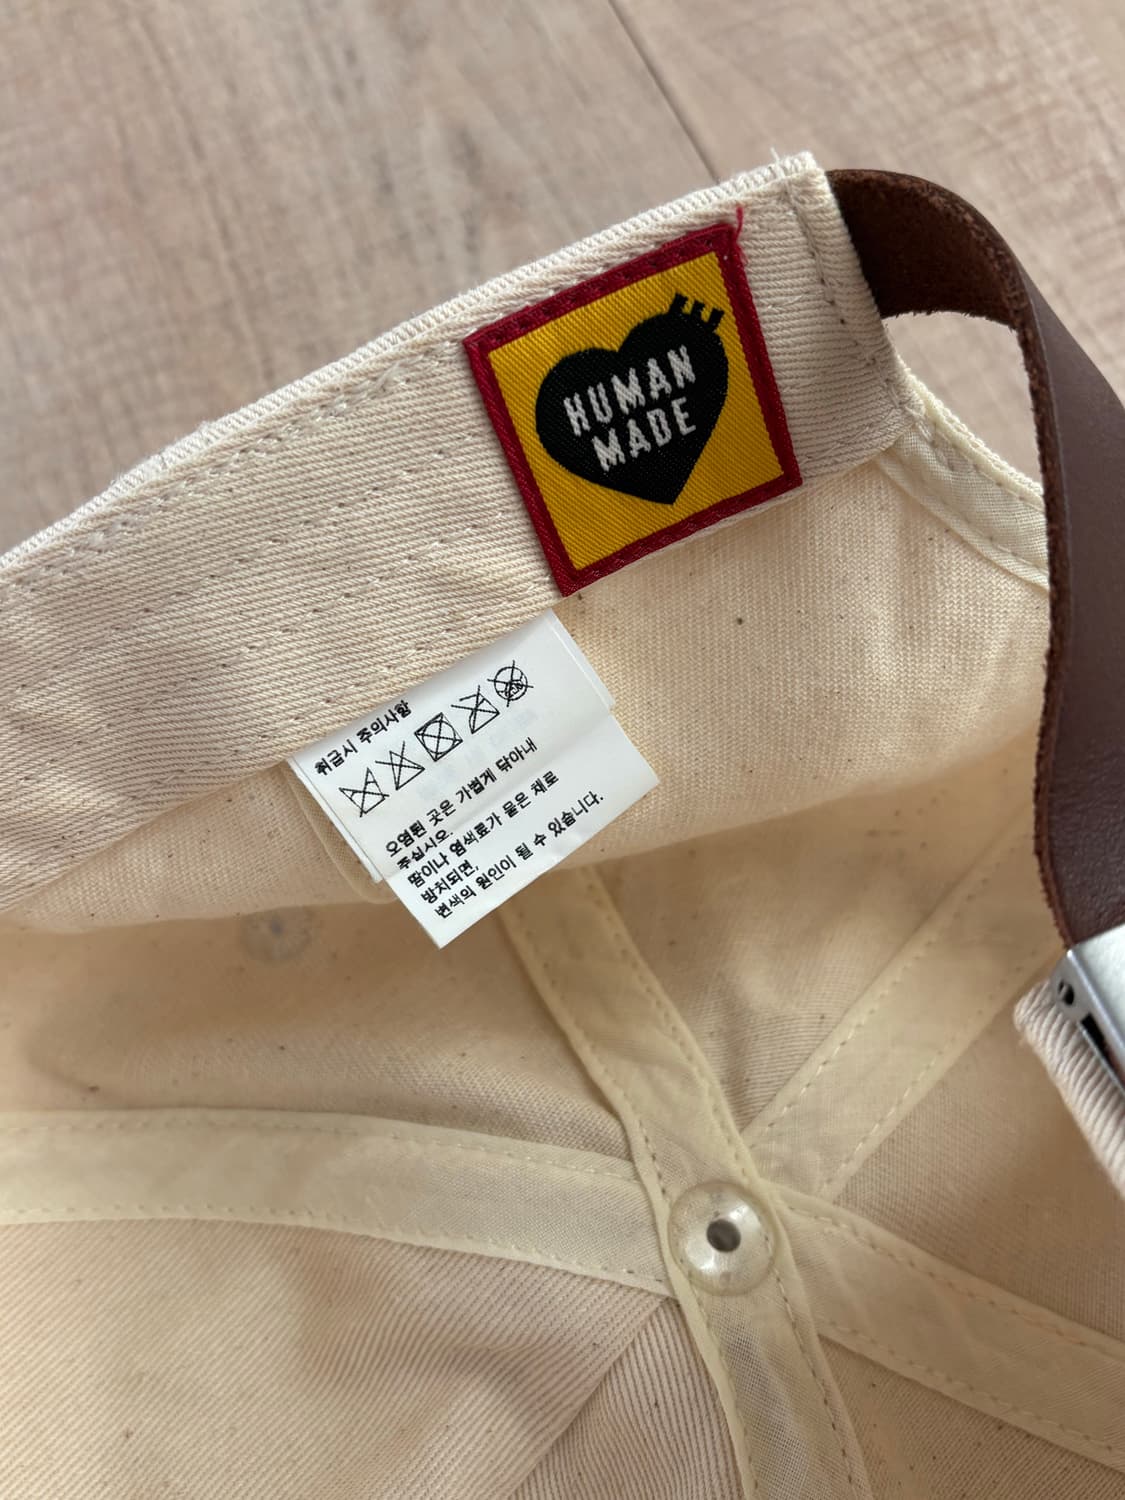 HUMAN
MADE
취급시 주의사항
오염된 곳은 가볍게 닦아내
주십시오.
땀이나 염색료가 묻은 채로
방치되면,
변색의 원인이 될 수 있습니다.